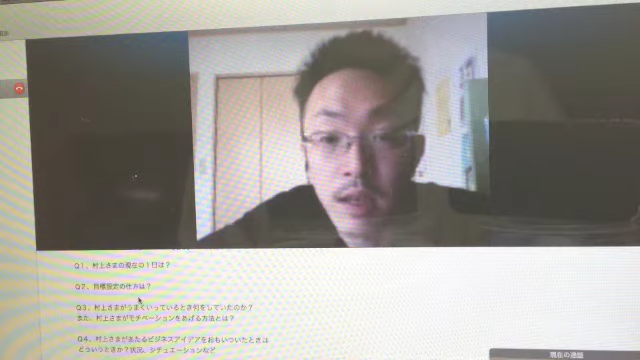 Q1、村上さまの現在の1日は？
Q2、目標設定の仕方は？
Q3、村上さまがうまくいっているとき何をしていたのか？
また、村上さまがモチベーションをあげる方法とは？
Q4、村上さまがあたるビジネスアイデアをおもいついたときは
どういうときか？状況、シチュエーションなど
現在の通話